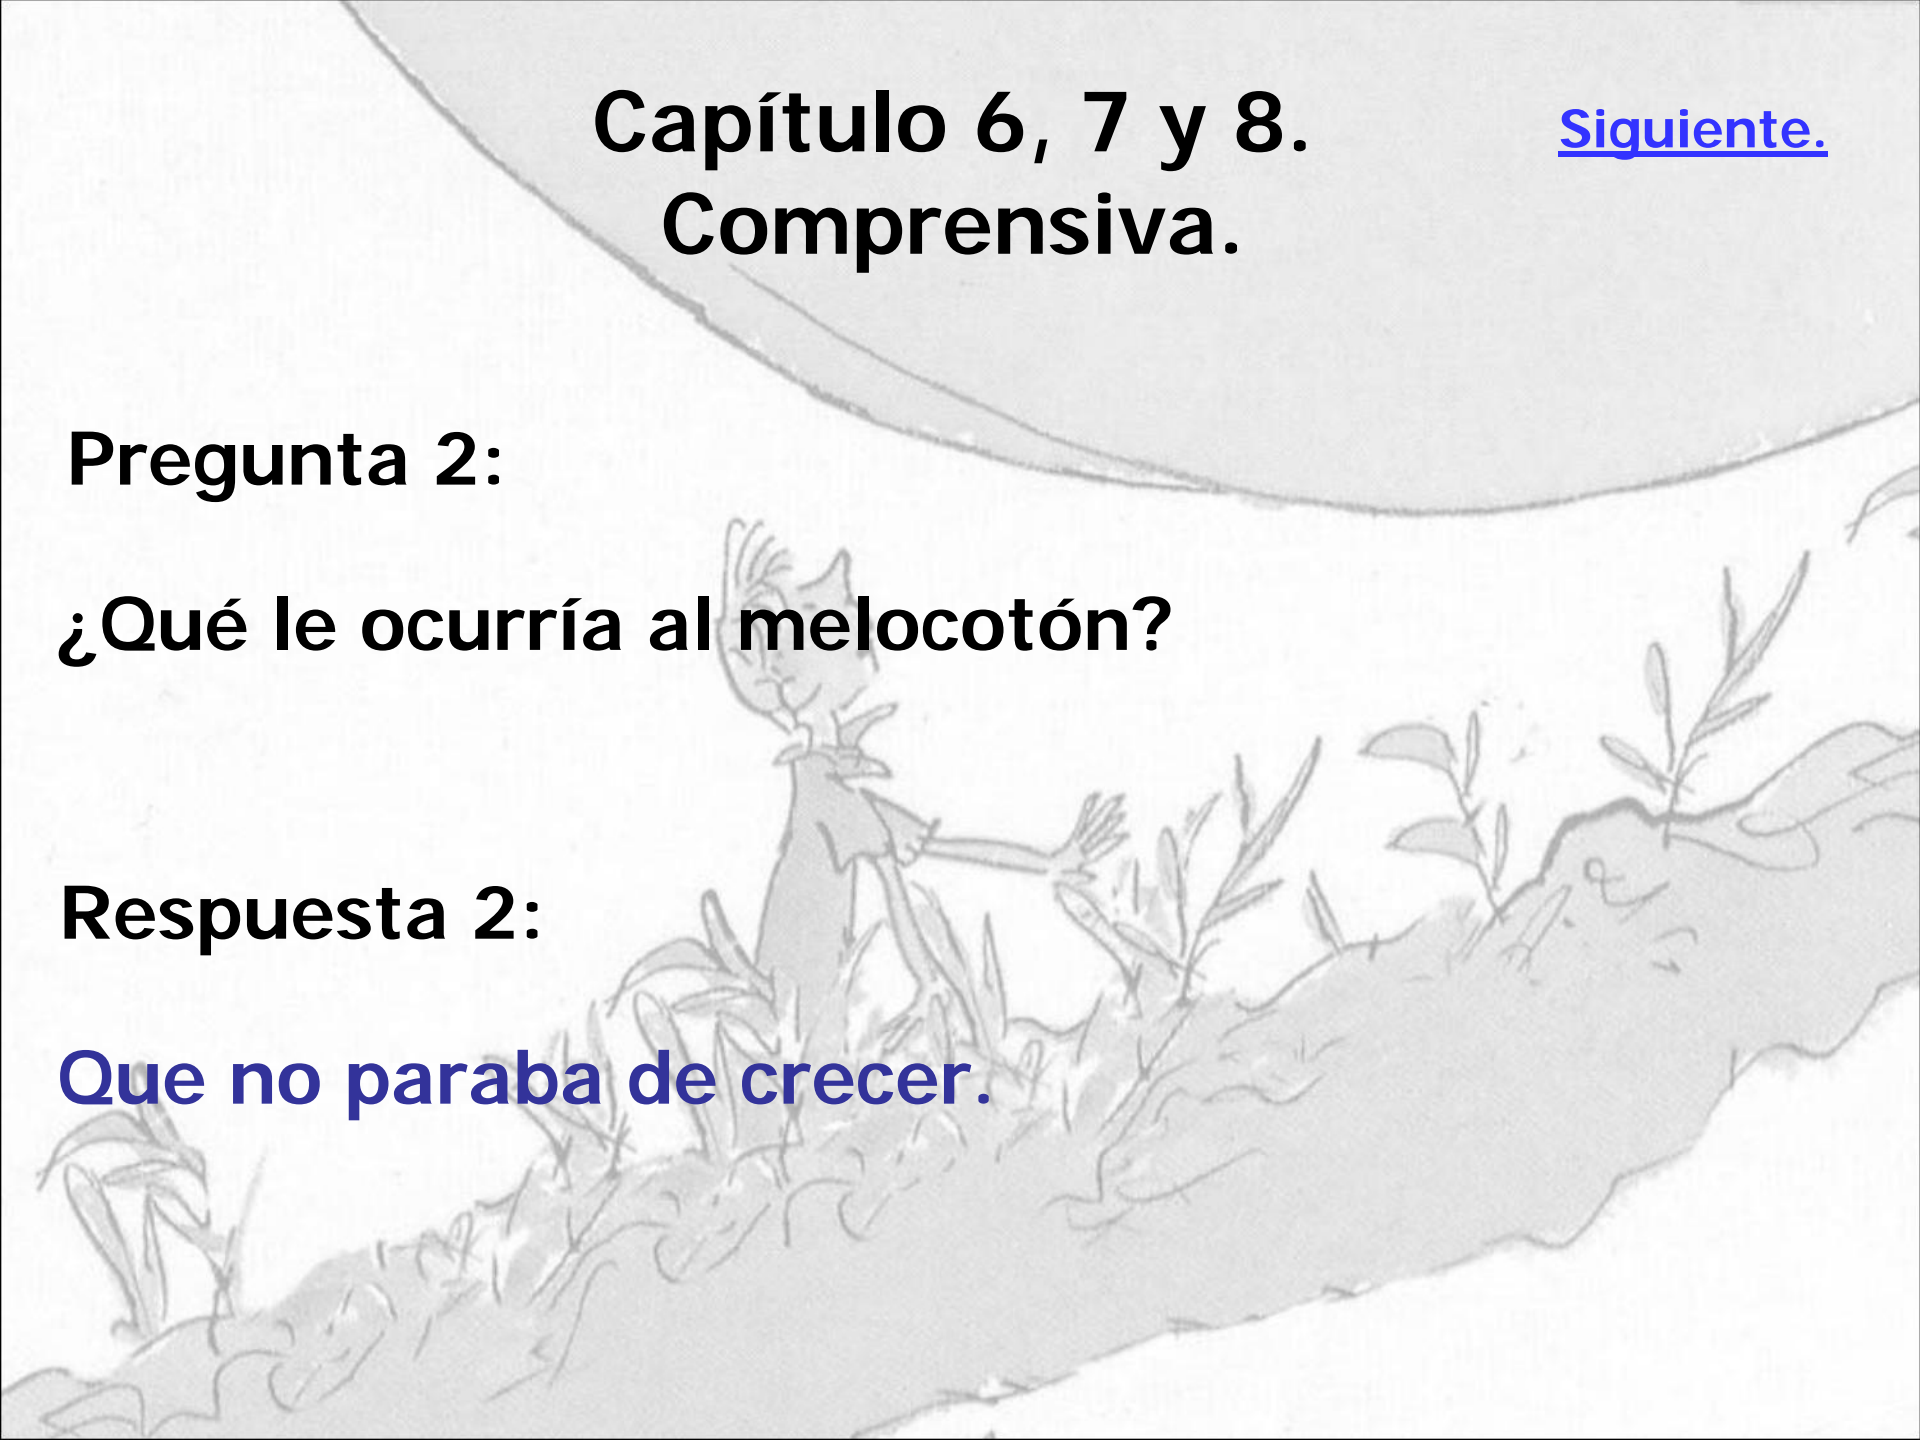 Capítulo 6, 7 y 8.
Comprensiva.
Siguiente.
Pregunta 2:
¿Qué le ocurría al melocotón?
Respuesta 2:
Que no paraba de crecer.